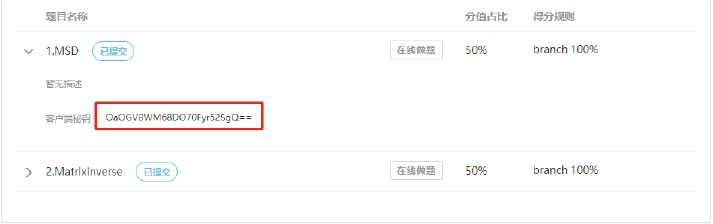 题目名称 分值占比 得分规则
1.MSD 已提交 在线做题 50% branch 100%
暂无描述
客户端秘钥 OaOGV8WM68DO70Fyr52SgQ==
2.MatrixInverse 已提交 在线做题 50% branch 100%